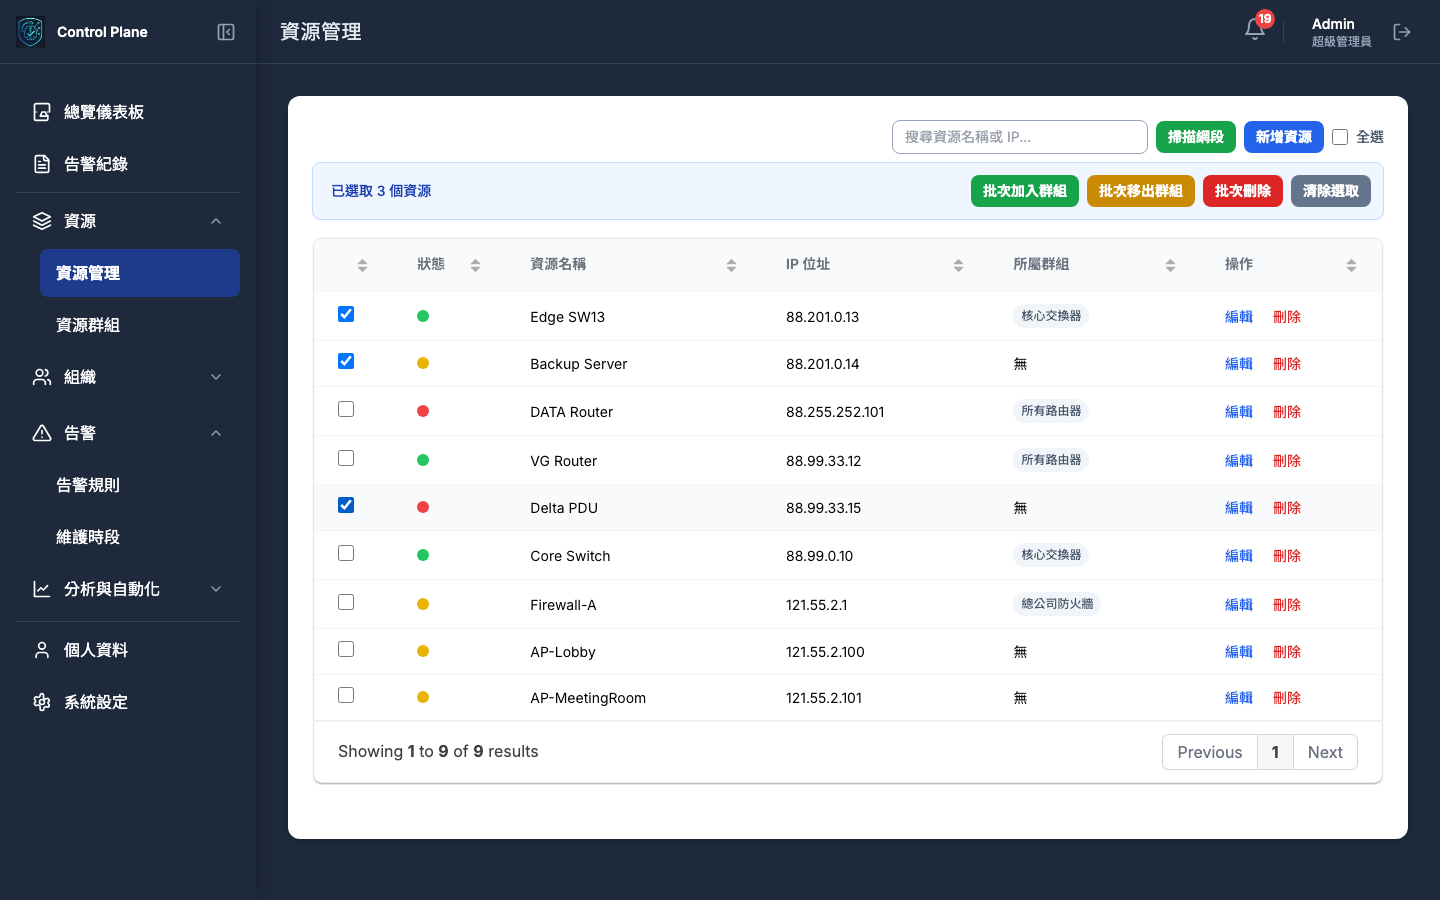 Control Plane
資源管理
19
Admin
超級管理員
總覽儀表板
告警紀錄
資源
資源管理
資源群組
組織
告警
告警規則
維護時段
分析與自動化
個人資料
系統設定
搜尋資源名稱或 IP...
掃描網段
新增資源
全選
已選取 3 個資源
批次加入群組
批次移出群組
批次刪除
清除選取
狀態 資源名稱 IP 位址 所屬群組 操作
Edge SW13 88.201.0.13 核心交換器 編輯 刪除
Backup Server 88.201.0.14 無 編輯 刪除
DATA Router 88.255.252.101 所有路由器 編輯 刪除
VG Router 88.99.33.12 所有路由器 編輯 刪除
Delta PDU 88.99.33.15 無 編輯 刪除
Core Switch 88.99.0.10 核心交換器 編輯 刪除
Firewall-A 121.55.2.1 總公司防火牆 編輯 刪除
AP-Lobby 121.55.2.100 無 編輯 刪除
AP-MeetingRoom 121.55.2.101 無 編輯 刪除
Showing 1 to 9 of 9 results
Previous 1 Next